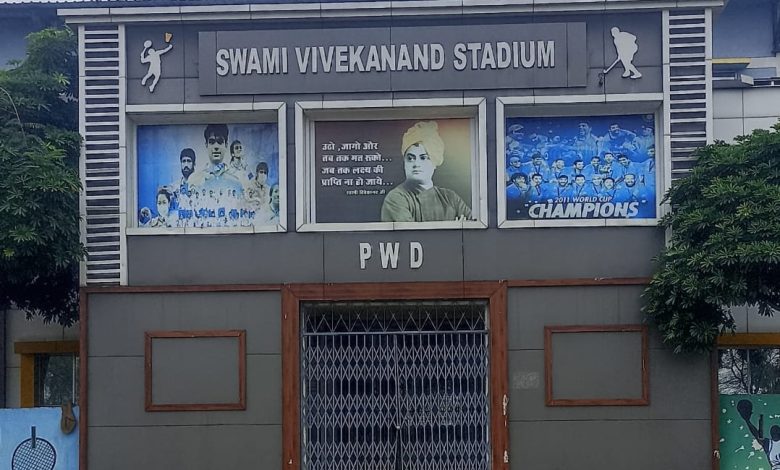 SWAMI VIVEKANAND STADIUM
उठो ,जागो और
तब तक मत रूको...
जब तक लक्ष्य की
प्राप्ति ना हो जाये...
2011 WORLD CUP
CHAMPIONS
PWD